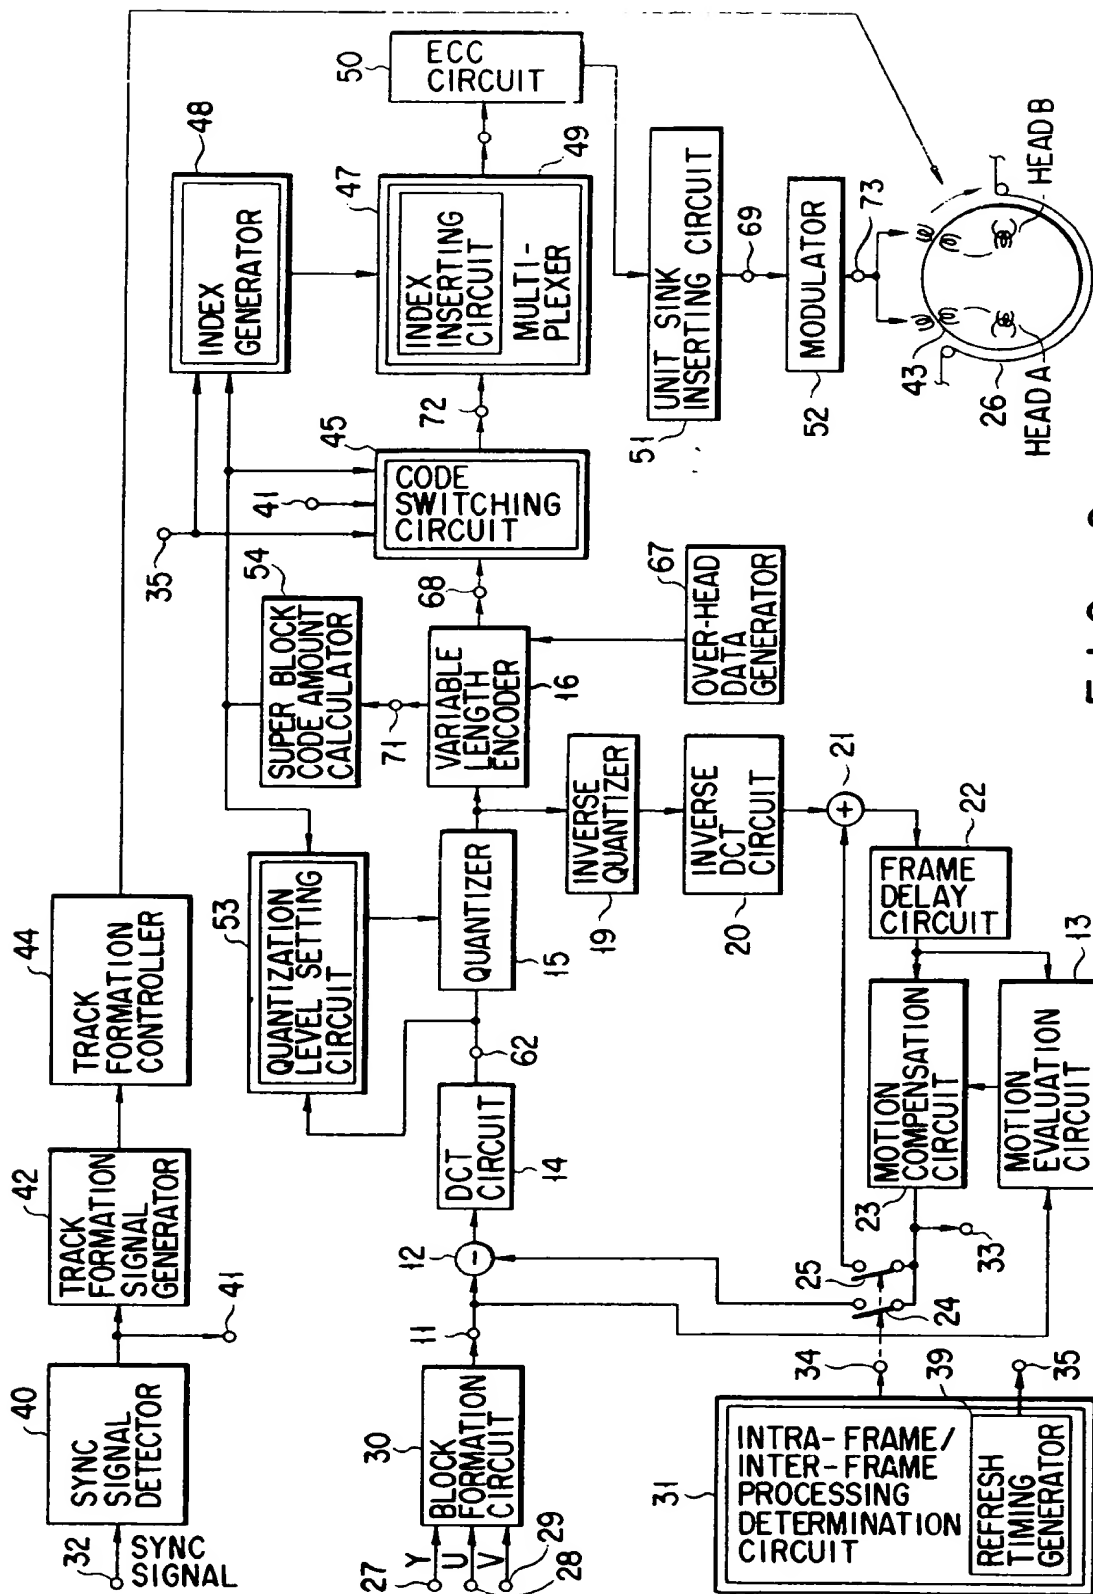 32
SYNC
SIGNAL
40
SYNC
SIGNAL
DETECTOR
41
42
TRACK
FORMATION
SIGNAL
GENERATOR
44
TRACK
FORMATION
CONTROLLER
27
Y
28
U
29
V
30
BLOCK
FORMATION
CIRCUIT
11
12
−
14
DCT
CIRCUIT
62
53
QUANTIZATION
LEVEL SETTING
CIRCUIT
15
QUANTIZER
54
SUPER BLOCK
CODE AMOUNT
CALCULATOR
71
16
VARIABLE
LENGTH
ENCODER
68
67
OVER-HEAD
DATA
GENERATOR
35
41
45
CODE
SWITCHING
CIRCUIT
72
48
INDEX
GENERATOR
47
INDEX
INSERTING
CIRCUIT
MULTI-
PLEXER
49
50
ECC
CIRCUIT
51
UNIT SINK
INSERTING CIRCUIT
69
52
MODULATOR
73
43
26
HEAD A
HEAD B
19
INVERSE
QUANTIZER
20
INVERSE
DCT
CIRCUIT
21
+
22
FRAME
DELAY
CIRCUIT
13
MOTION
EVALUATION
CIRCUIT
23
MOTION
COMPENSATION
CIRCUIT
33
25
24
34
31
INTRA-FRAME/
INTER-FRAME
PROCESSING
DETERMINATION
CIRCUIT
39
REFRESH
TIMING
GENERATOR
35